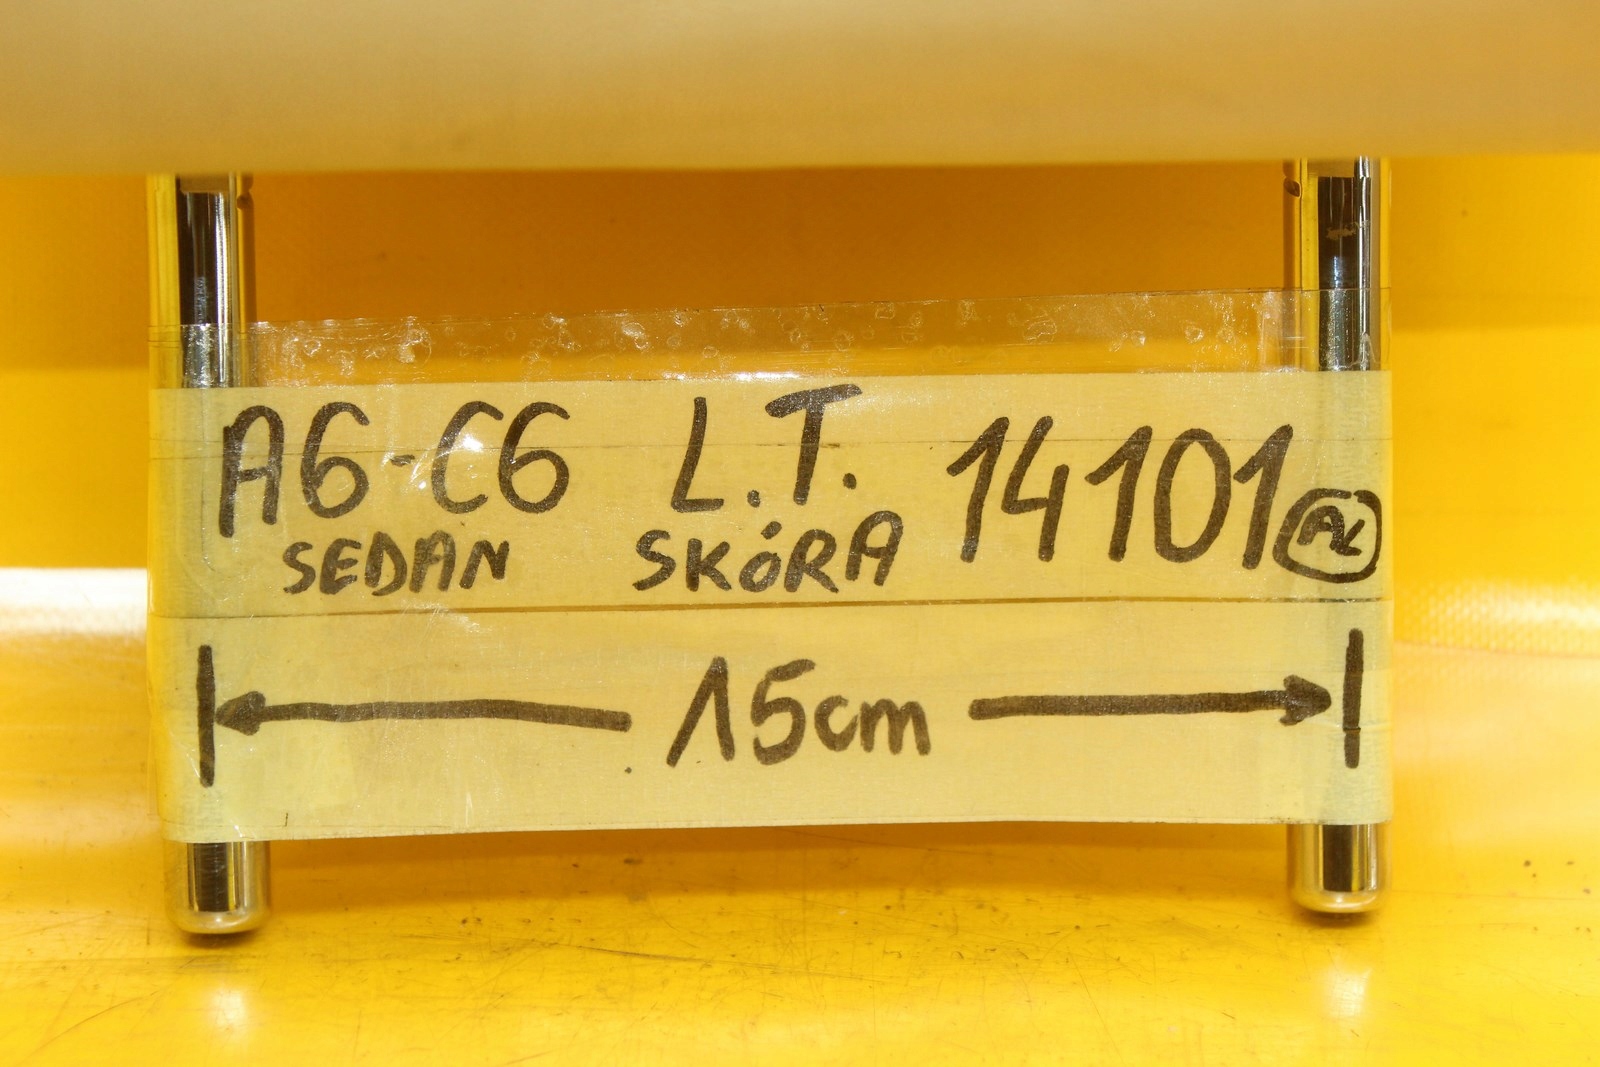 A6-C6 L.T. 14101
SEDAN SKÓRA
15cm